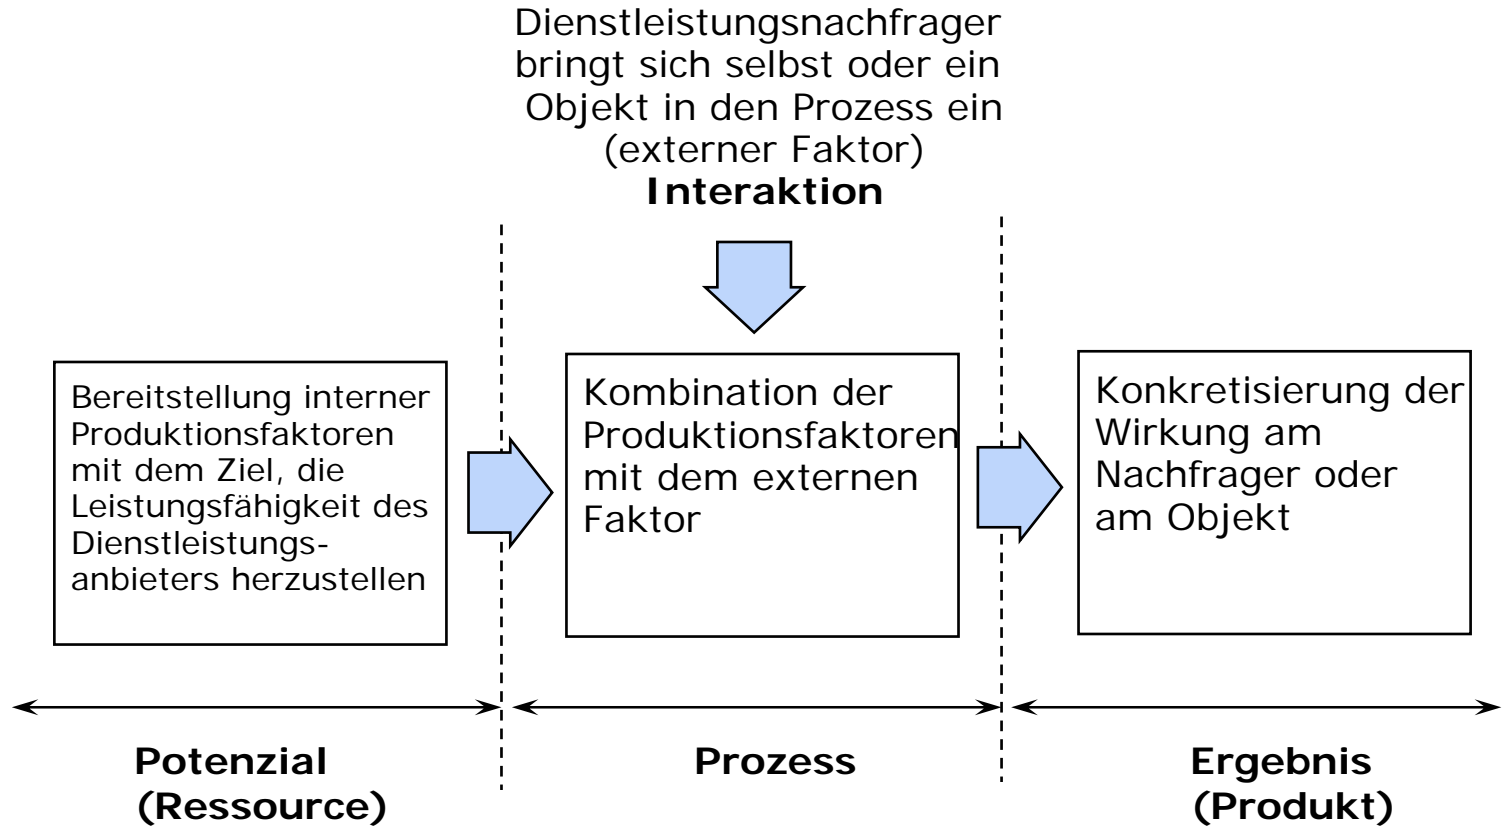 Dienstleistungsnachfrager
bringt sich selbst oder ein
Objekt in den Prozess ein
(externer Faktor)
Interaktion
Bereitstellung interner
Produktionsfaktoren
mit dem Ziel, die
Leistungsfähigkeit des
Dienstleistungs-
anbieters herzustellen
Kombination der
Produktionsfaktoren
mit dem externen
Faktor
Konkretisierung der
Wirkung am
Nachfrager oder
am Objekt
Potenzial
(Ressource)
Prozess
Ergebnis
(Produkt)